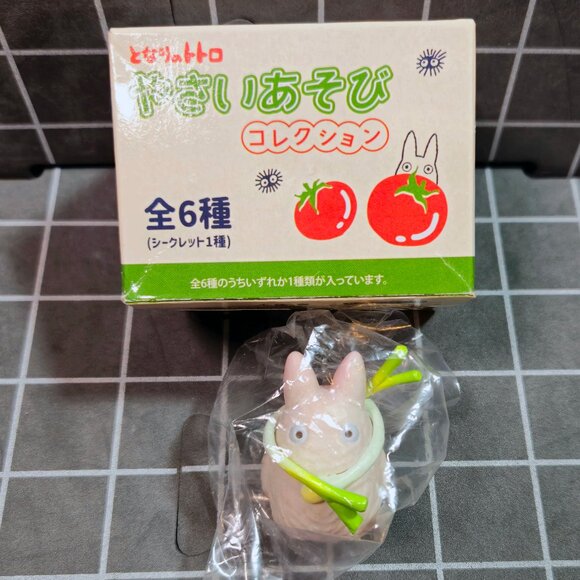 となりのトトロ
やさいあそび
コレクション
全6種
(シークレット1種)
全6種のうちいずれか1種類が入っています。